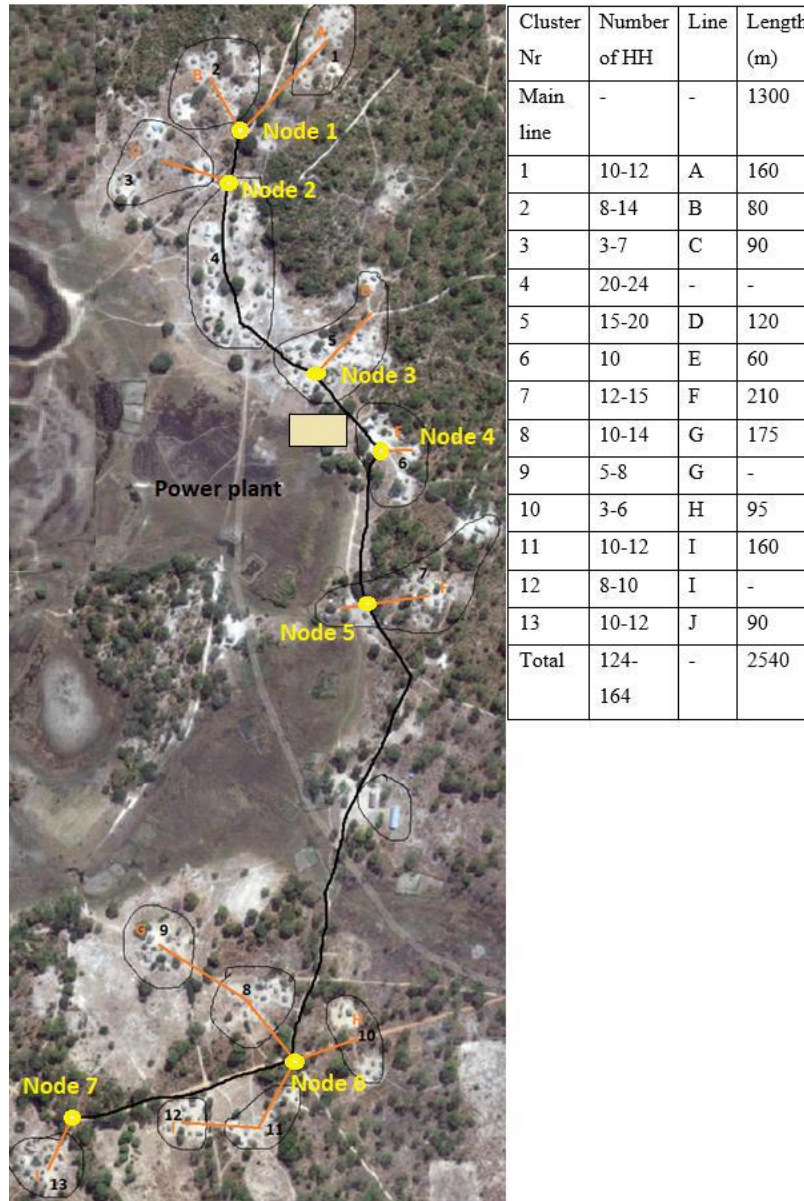 A
1
2
B
Node 1
C
3
Node 2
4
D
5
Node 3
Node 4
E
6
Power plant
7
F
Node 5
G 9
8
H
10
Node 6
Node 7
12
I
11
13
Cluster Nr Number of HH Line Length (m)
Main line - - 1300
1 10-12 A 160
2 8-14 B 80
3 3-7 C 90
4 20-24 - -
5 15-20 D 120
6 10 E 60
7 12-15 F 210
8 10-14 G 175
9 5-8 G -
10 3-6 H 95
11 10-12 I 160
12 8-10 I -
13 10-12 J 90
Total 124-164 - 2540